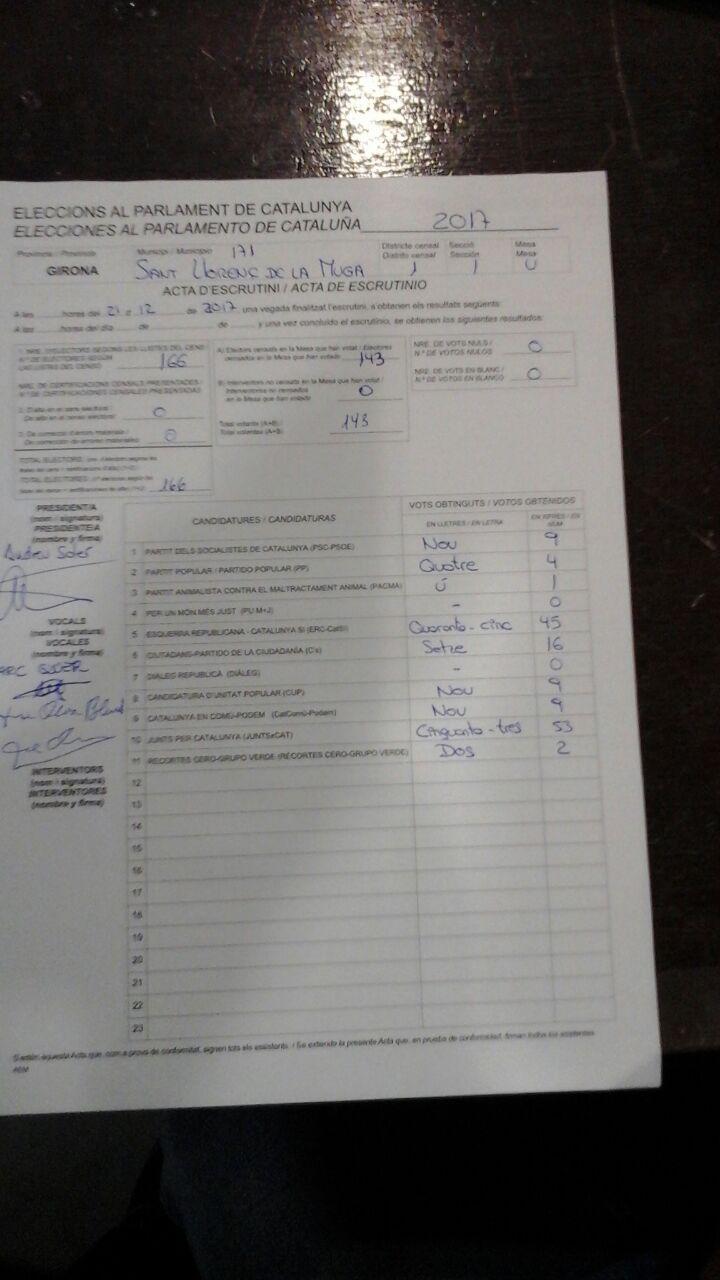 ELECCIONS AL PARLAMENT DE CATALUNYA
ELECCIONES AL PARLAMENTO DE CATALUÑA 2017
Província / Provincia Municipi / Municipio 171 Districte censal Secció Mesa
Distrito censal Sección Mesa
GIRONA SANT LLORENÇ DE LA MUGA 1 1 U
ACTA D'ESCRUTINI / ACTA DE ESCRUTINIO
A les hores del 21 12 de 2017 una vegada finalitzat l'escrutini, s'obtenen els resultats següents:
A las horas del día de de y una vez concluido el escrutinio, se obtienen los siguientes resultados:
1. NRE. D'ELECTORS SEGONS LES LLISTES DEL CENS
N.º DE ELECTORES SEGÚN
LAS LISTAS DEL CENSO 166
NRE. DE CERTIFICACIONS CENSALS PRESENTADES /
N.º DE CERTIFICACIONES CENSALES PRESENTADAS
2. D'alta en el cens electoral
De alta en el censo electoral 0
3. De correcció d'errors materials /
De corrección de errores materiales 0
TOTAL ELECTORS
TOTAL ELECTORES 166
A) Electors censats en la Mesa que han votat / Electores
censados en la Mesa que han votado 143
B) Interventors no censats en la Mesa que han votat /
Interventores no censados
en la Mesa que han votado 0
Total votants (A+B) /
Total votantes (A+B) 143
NRE. DE VOTS NULS /
N.º DE VOTOS NULOS 0
NRE. DE VOTS EN BLANC /
N.º DE VOTOS EN BLANCO 0
PRESIDENT/A
(nom i signatura)
PRESIDENTE/A
(nombre y firma)
Andreu Soler
VOCALS
(nom i signatura)
VOCALES
(nombre y firma)
SOLER
INTERVENTORS
(nom i signatura)
INTERVENTORES
(nombre y firma)
CANDIDATURES / CANDIDATURAS VOTS OBTINGUTS / VOTOS OBTENIDOS
EN LLETRES / EN LETRA EN XIFRES / EN NÚM
1 PARTIT DELS SOCIALISTES DE CATALUNYA (PSC-PSOE) Nou 9
2 PARTIT POPULAR / PARTIDO POPULAR (PP) Quatre 4
3 PARTIT ANIMALISTA CONTRA EL MALTRACTAMENT ANIMAL (PACMA) Ú 1
4 PER UN MÓN MÉS JUST (PUM+J) - 0
5 ESQUERRA REPUBLICANA - CATALUNYA SÍ (ERC-CatSí) Quaranta-cinc 45
6 CIUTADANS-PARTIDO DE LA CIUDADANÍA (C's) Setze 16
7 DIÀLEG REPÚBLICA (DIÀLEG) - 0
8 CANDIDATURA D'UNITAT POPULAR (CUP) Nou 9
9 CATALUNYA EN COMÚ-PODEM (CatComú-Podem) Nou 9
10 JUNTS PER CATALUNYA (JUNTSxCAT) Cinquanta-tres 53
11 RECORTES CERO-GRUPO VERDE (RECORTES CERO-GRUPO VERDE) Dos 2
12
13
14
15
16
17
18
19
20
21
22
23
S'estén aquesta Acta que, com a prova de conformitat, signen tots els assistents. / Se extiende la presente Acta que, en prueba de conformidad, firman todos los asistentes.